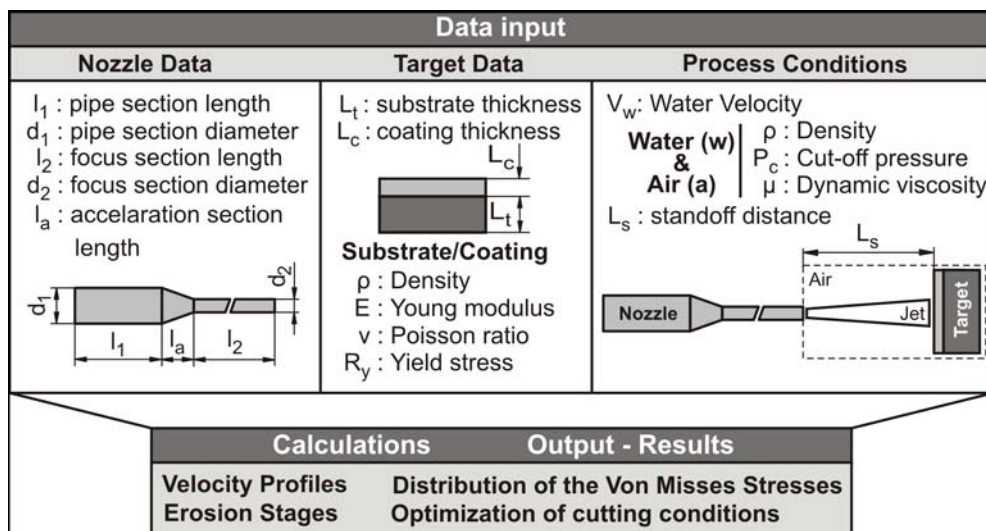 Data input
Nozzle Data
l1 : pipe section length
d1 : pipe section diameter
l2 : focus section length
d2 : focus section diameter
la : accelaration section
length
d1
l1
la
l2
d2
Target Data
Lt : substrate thickness
Lc : coating thickness
Lc
Lt
Substrate/Coating
ρ : Density
E : Young modulus
v : Poisson ratio
Ry : Yield stress
Process Conditions
Vw: Water Velocity
Water (w)
&
Air (a)
ρ : Density
Pc : Cut-off pressure
μ : Dynamic viscosity
Ls : standoff distance
Ls
Air
Nozzle
Jet
Target
Calculations
Output - Results
Velocity Profiles
Erosion Stages
Distribution of the Von Misses Stresses
Optimization of cutting conditions